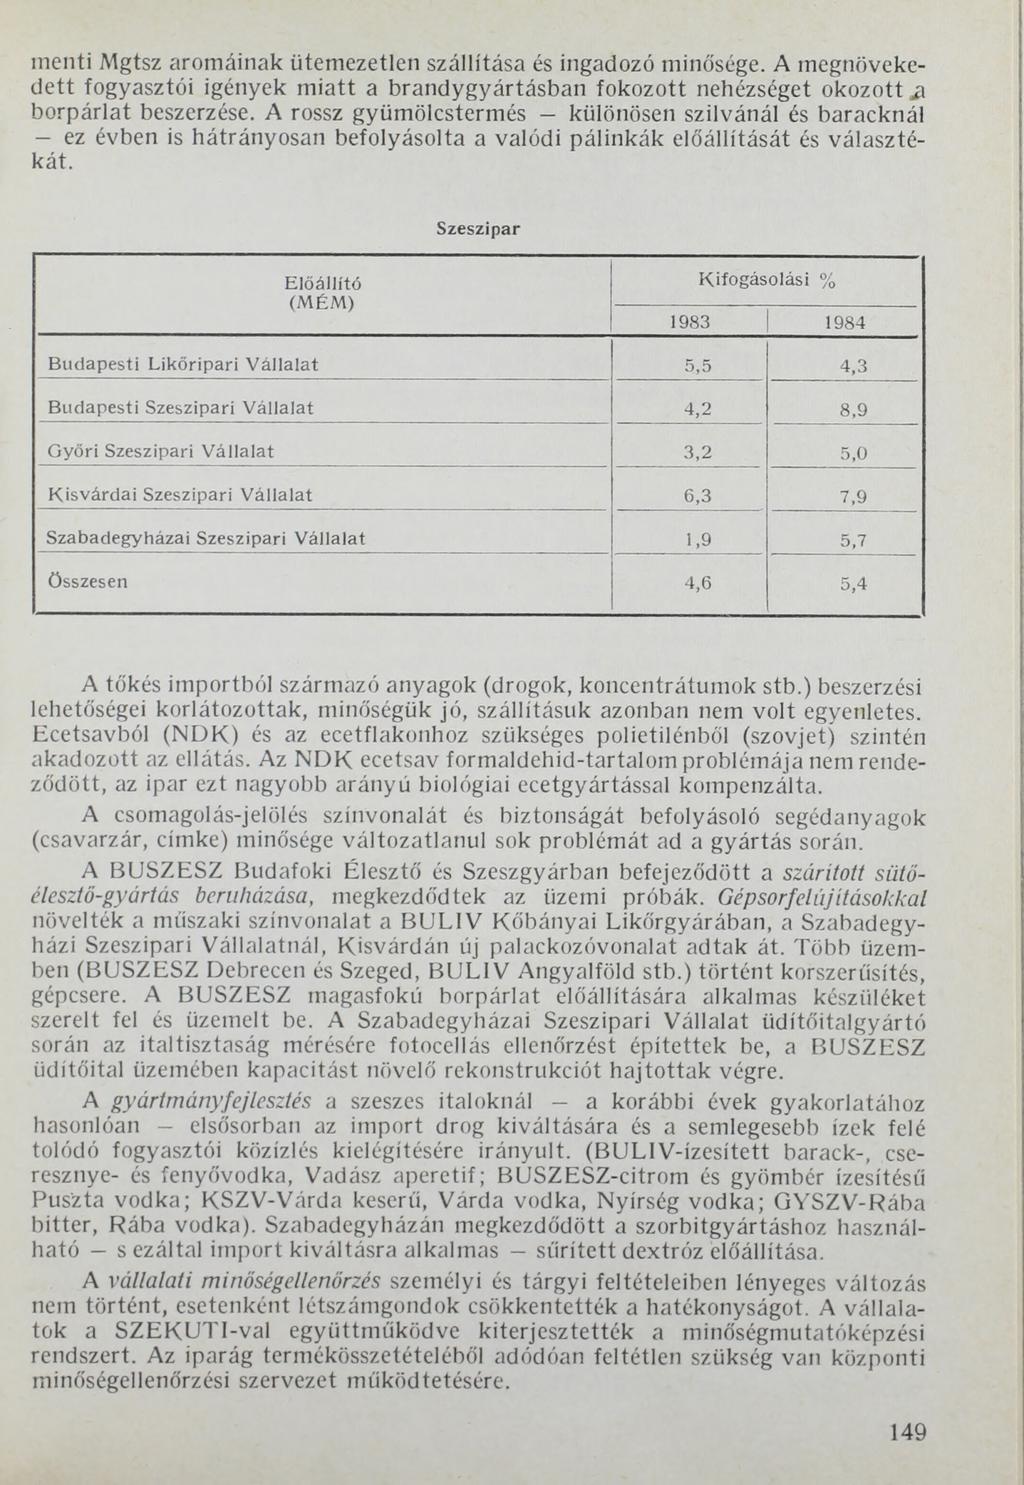 menti Mgtsz aromáinak ütemezetlen szállítása és ingadozó minősége. A megnöveke-
dett fogyasztói igények miatt a brandygyártásban fokozott nehézséget okozott a
borpárlat beszerzése. A rossz gyümölcstermés — különösen szilvánál és baracknál
— ez évben is hátrányosan befolyásolta a valódi pálinkák előállítását és választé-
kát.
Szeszipar
Előállító
(MÉM)
Kifogásolási %
1983 1984
Budapesti Likőripari Vállalat 5,5 4,3
Budapesti Szeszipari Vállalat 4,2 8,9
Győri Szeszipari Vállalat 3,2 5,0
Kisvárdai Szeszipari Vállalat 6,3 7,9
Szabadegyházai Szeszipari Vállalat 1,9 5,7
Összesen 4,6 5,4
A tőkés importból származó anyagok (drogok, koncentrátumok stb.) beszerzési
lehetőségei korlátozottak, minőségük jó, szállításuk azonban nem volt egyenletes.
Ecetsavból (NDK) és az ecetflakonhoz szükséges polietilénből (szovjet) szintén
akadozott az ellátás. Az NDK ecetsav formaldehid-tartalom problémája nem rende-
ződött, az ipar ezt nagyobb arányú biológiai ecetgyártással kompenzálta.
A csomagolás-jelölés színvonalát és biztonságát befolyásoló segédanyagok
(csavarzár, címke) minősége változatlanul sok problémát ad a gyártás során.
A BUSZESZ Budafoki Élesztő és Szeszgyárban befejeződött a szárított sütő-
élesztő-gyártás beruházása, megkezdődtek az üzemi próbák. Gépsorfelújításokkal
növelték a műszaki színvonalat a BULIV Kőbányai Likőrgyárában, a Szabadegy-
házi Szeszipari Vállalatnál, Kisvárdán új palackozóvonalat adtak át. Több üzem-
ben (BUSZESZ Debrecen és Szeged, BULIV Angyalföld stb.) történt korszerűsítés,
gépcsere. A BUSZESZ magasfokú borpárlat előállítására alkalmas készüléket
szerelt fel és üzemelt be. A Szabadegyházai Szeszipari Vállalat üdítőitalgyártó
során az italtisztaság mérésére fotocellás ellenőrzést építettek be, a BUSZESZ
üdítőital üzemében kapacitást növelő rekonstrukciót hajtottak végre.
A gyártmányfejlesztés a szeszes italoknál — a korábbi évek gyakorlatához
hasonlóan — elsősorban az import drog kiváltására és a semlegesebb ízek felé
tolódó fogyasztói közízlés kielégítésére irányult. (BULIV-ízesített barack-, cse-
resznye- és fenyővodka, Vadász aperetif; BUSZESZ-citrom és gyömbér ízesítésű
Puszta vodka; KSZV-Várda keserű, Várda vodka, Nyírség vodka; GYSZV-Rába
bitter, Rába vodka). Szabadegyházán megkezdődött a szorbitgyártáshoz használ-
ható — s ezáltal import kiváltásra alkalmas — sűrített dextróz előállítása.
A vállalati minőségellenőrzés személyi és tárgyi feltételeiben lényeges változás
nem történt, esetenként létszámgondok csökkentették a hatékonyságot. A vállala-
tok a SZEKUTI-val együttműködve kiterjesztették a minőségmutatóképzési
rendszert. Az iparág termékösszetételéből adódóan feltétlen szükség van központi
minőségellenőrzési szervezet működtetésére.
149